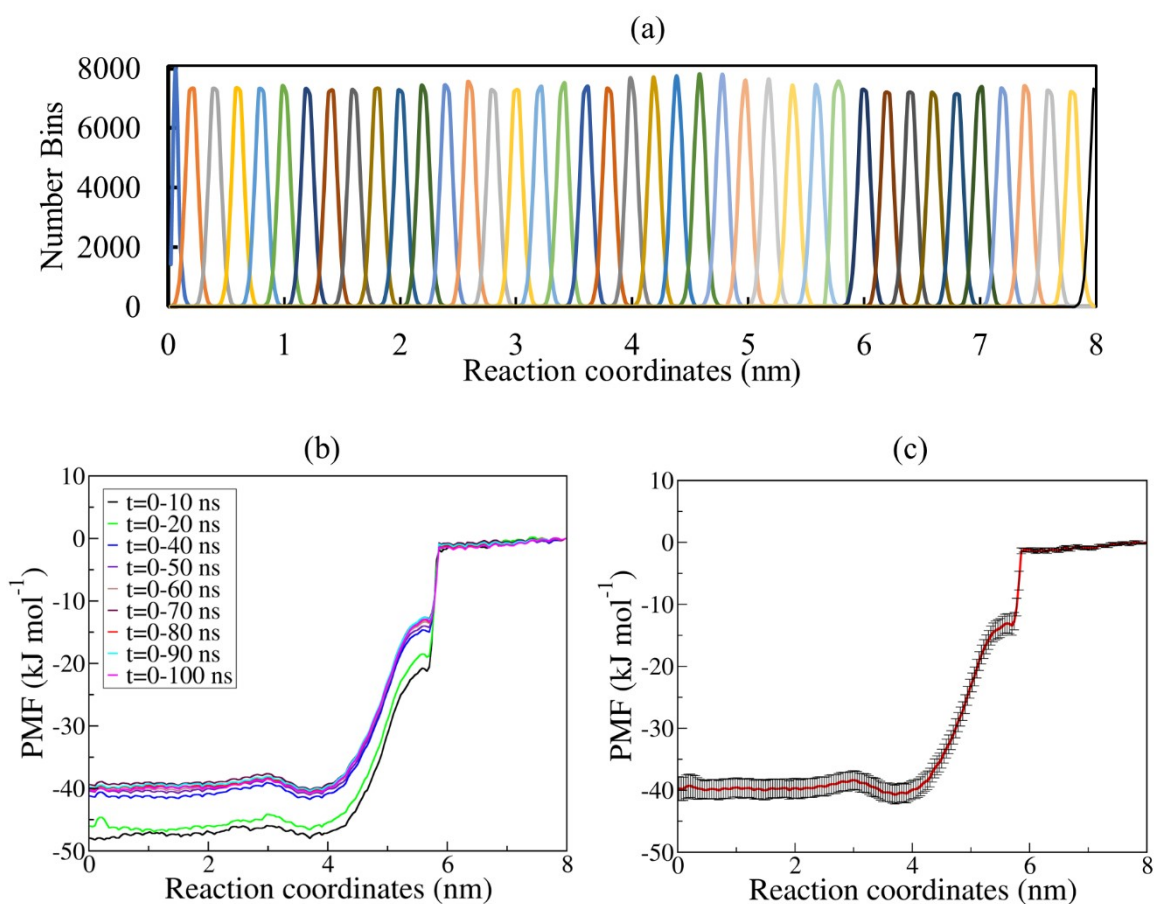 (a)
8000
6000
4000
2000
0
Number Bins
0 1 2 3 4 5 6 7 8
Reaction coordinates (nm)
(b)
10
0
-10
-20
-30
-40
-50
PMF (kJ mol⁻¹)
t=0-10 ns
t=0-20 ns
t=0-40 ns
t=0-50 ns
t=0-60 ns
t=0-70 ns
t=0-80 ns
t=0-90 ns
t=0-100 ns
0 2 4 6 8
Reaction coordinates (nm)
(c)
10
0
-10
-20
-30
-40
-50
PMF (kJ mol⁻¹)
0 2 4 6 8
Reaction coordinates (nm)